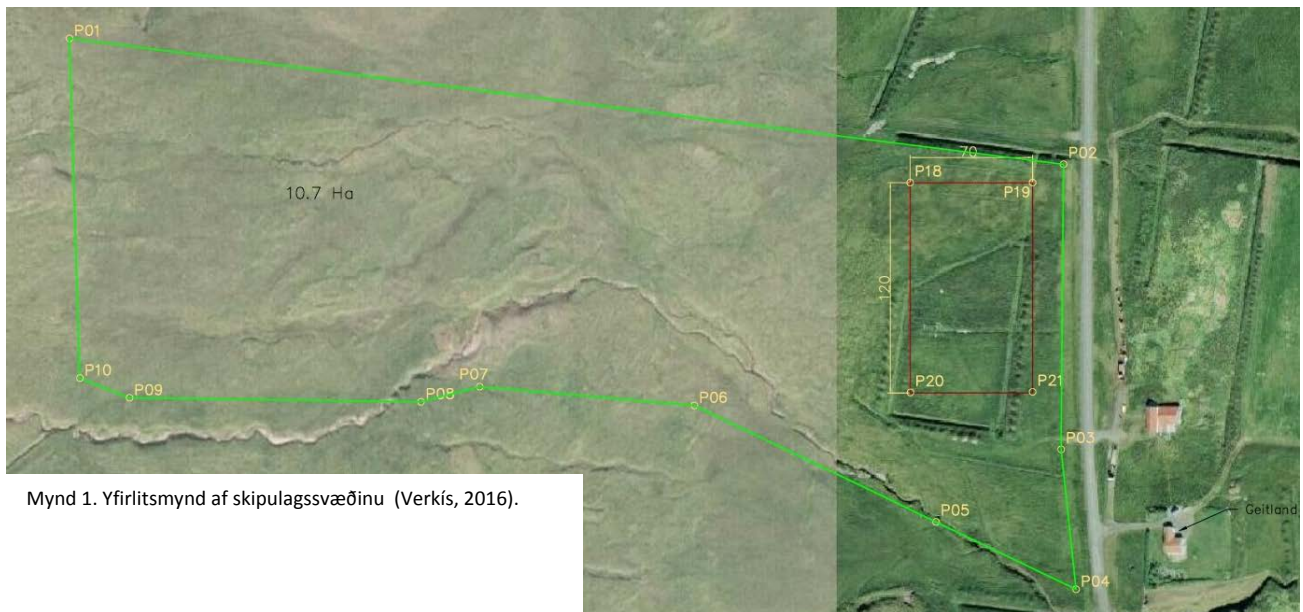 P01
P02
70
P18
P19
10.7 Ha
120
P10
P09
P08
P07
P06
P20
P21
P03
P05
P04
Geitland
Mynd 1. Yfirlitsmynd af skipulagssvæðinu (Verkís, 2016).